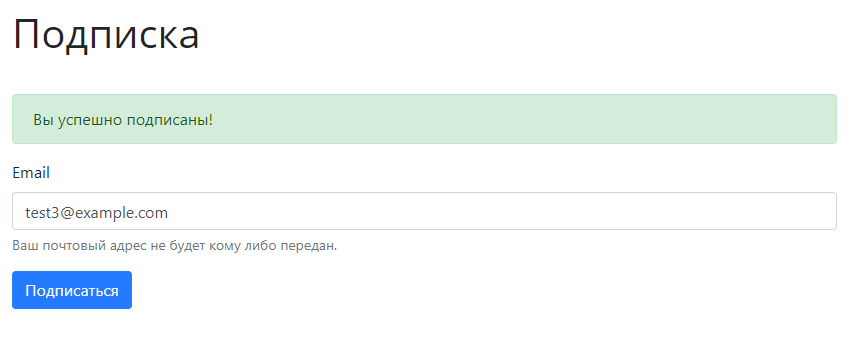 Подписка
Вы успешно подписаны!
Email
test3@example.com
Ваш почтовый адрес не будет кому либо передан.
Подписаться